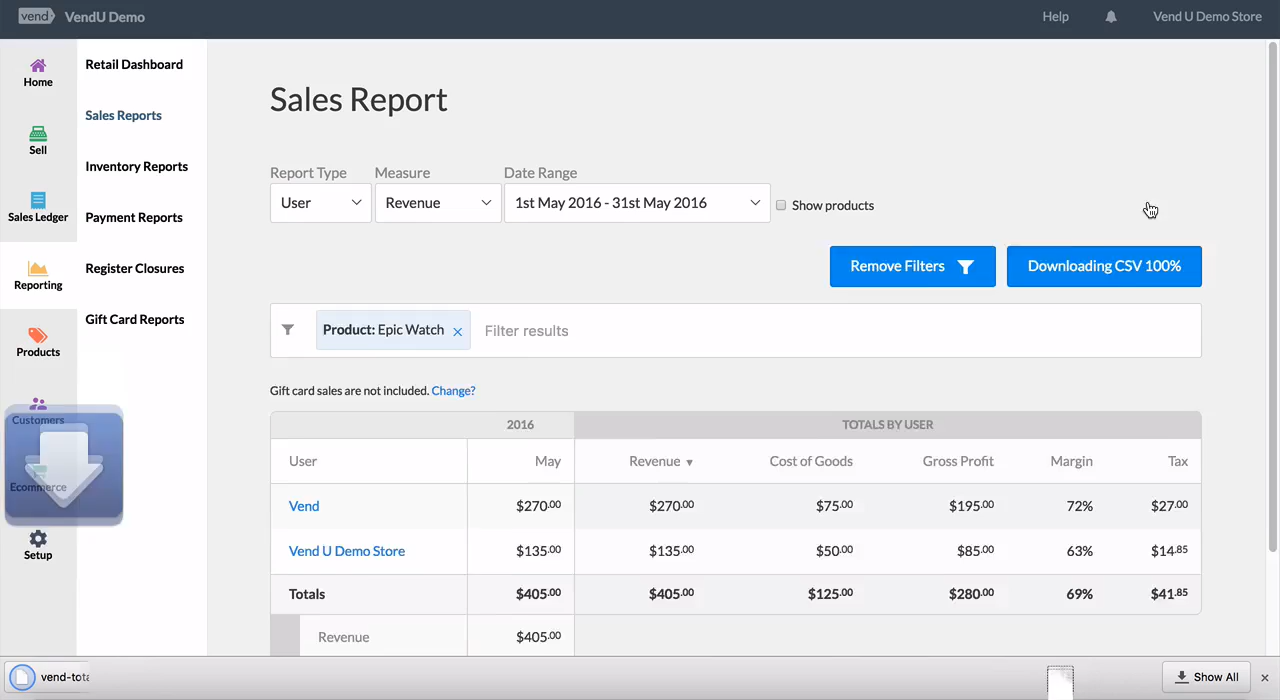 vend VendU Demo Help Vend U Demo Store
Home
Sell
Sales Ledger
Reporting
Products
Customers
Ecommerce
Setup
Retail Dashboard
Sales Reports
Inventory Reports
Payment Reports
Register Closures
Gift Card Reports
Sales Report
Report Type Measure Date Range
User Revenue 1st May 2016 - 31st May 2016 Show products
Remove Filters Downloading CSV 100%
Product: Epic Watch × Filter results
Gift card sales are not included. Change?
2016 TOTALS BY USER
User May Revenue ▼ Cost of Goods Gross Profit Margin Tax
Vend $270.00 $270.00 $75.00 $195.00 72% $27.00
Vend U Demo Store $135.00 $135.00 $50.00 $85.00 63% $14.85
Totals $405.00 $405.00 $125.00 $280.00 69% $41.85
Revenue $405.00
vend-tota Show All ×